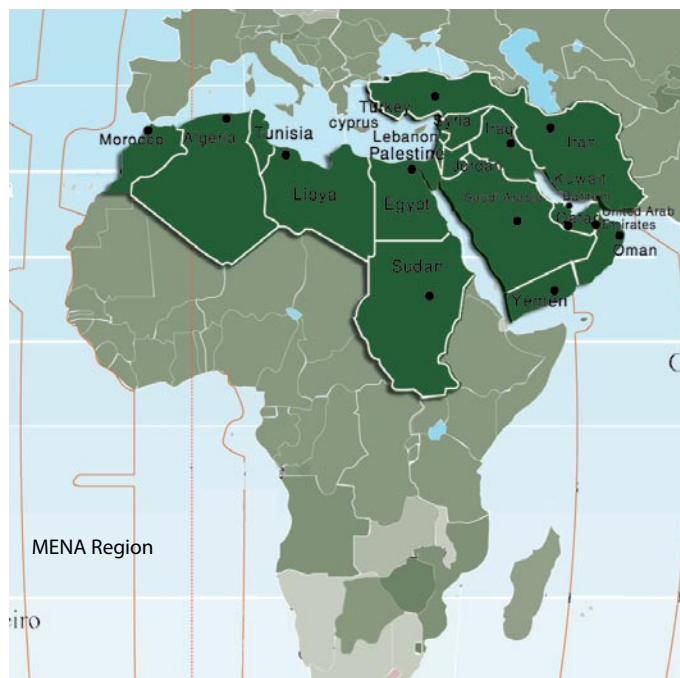 Turkey
cyprus
Syria
Morocco
Algeria
Tunisia
Lebanon
Iraq
Iran
Palestine
Jordan
Kuwait
Libya
Egypt
Saudi Arabia
Bahrain
Qatar
United Arab
Emirates
Oman
Sudan
Yemen
MENA Region
eiro